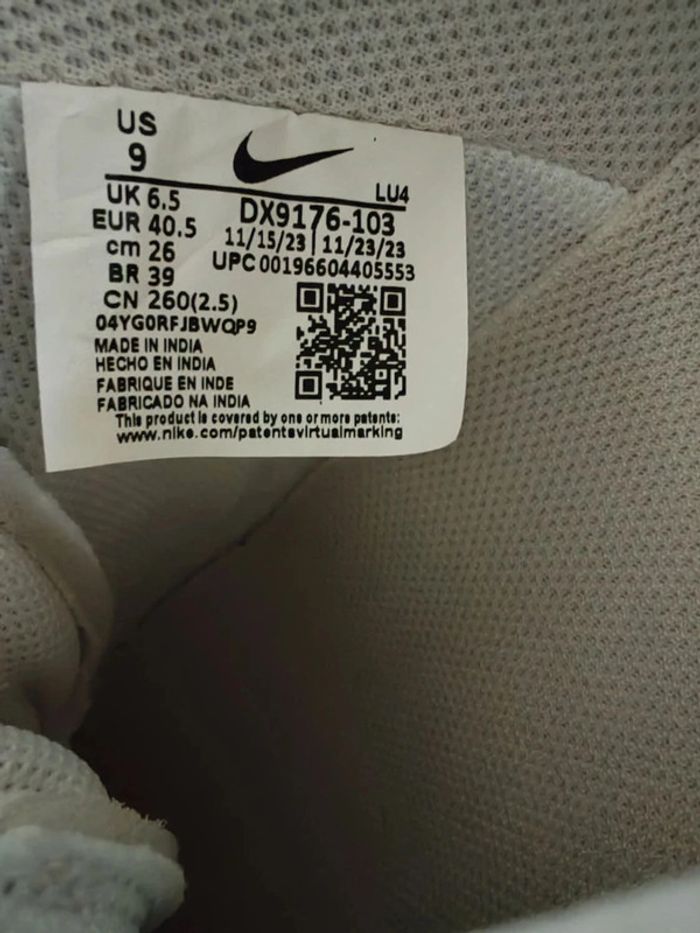 US
9
LU4
UK 6.5
EUR 40.5
cm 26
BR 39
CN 260(2.5)
DX9176-103
11/15/23 | 11/23/23
UPC 00196604405553
04YG0RFJBWQP9
MADE IN INDIA
HECHO EN INDIA
FABRIQUE EN INDE
FABRICADO NA INDIA
This product is covered by one or more patents:
www.nike.com/patentsvirtualmarking